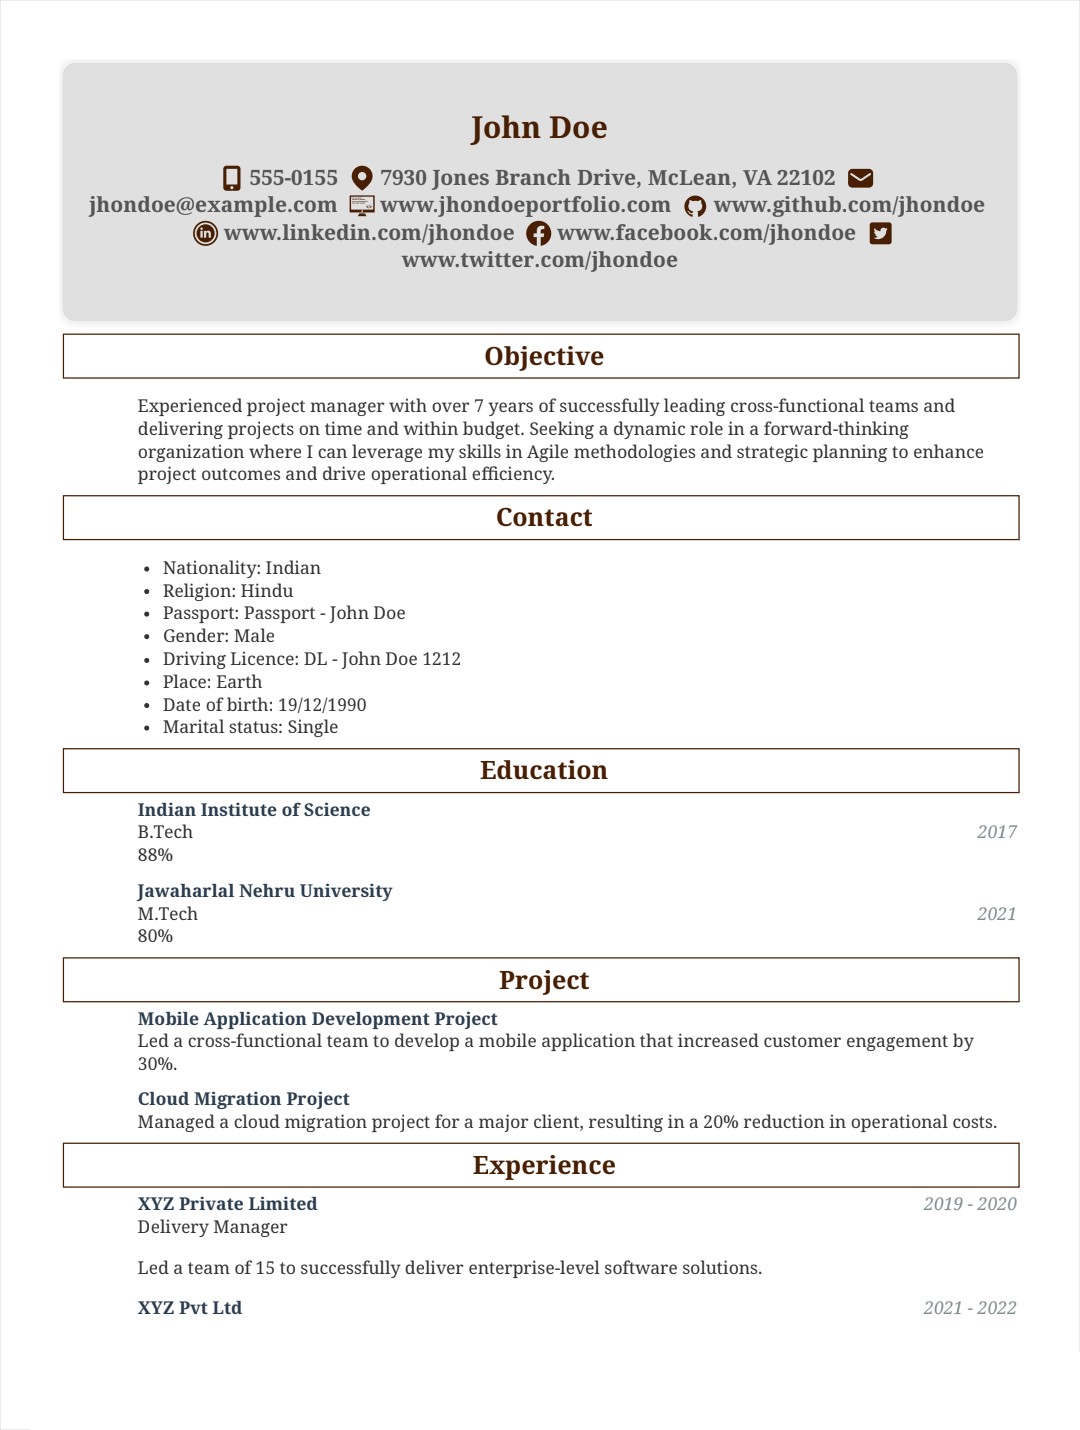 John Doe
555-0155 7930 Jones Branch Drive, McLean, VA 22102
jhondoe@example.com www.jhondoeportfolio.com www.github.com/jhondoe
www.linkedin.com/jhondoe www.facebook.com/jhondoe
www.twitter.com/jhondoe
Objective
Experienced project manager with over 7 years of successfully leading cross-functional teams and
delivering projects on time and within budget. Seeking a dynamic role in a forward-thinking
organization where I can leverage my skills in Agile methodologies and strategic planning to enhance
project outcomes and drive operational efficiency.
Contact
• Nationality: Indian
• Religion: Hindu
• Passport: Passport - John Doe
• Gender: Male
• Driving Licence: DL - John Doe 1212
• Place: Earth
• Date of birth: 19/12/1990
• Marital status: Single
Education
Indian Institute of Science
B.Tech 2017
88%
Jawaharlal Nehru University
M.Tech 2021
80%
Project
Mobile Application Development Project
Led a cross-functional team to develop a mobile application that increased customer engagement by
30%.
Cloud Migration Project
Managed a cloud migration project for a major client, resulting in a 20% reduction in operational costs.
Experience
XYZ Private Limited 2019 - 2020
Delivery Manager
Led a team of 15 to successfully deliver enterprise-level software solutions.
XYZ Pvt Ltd 2021 - 2022